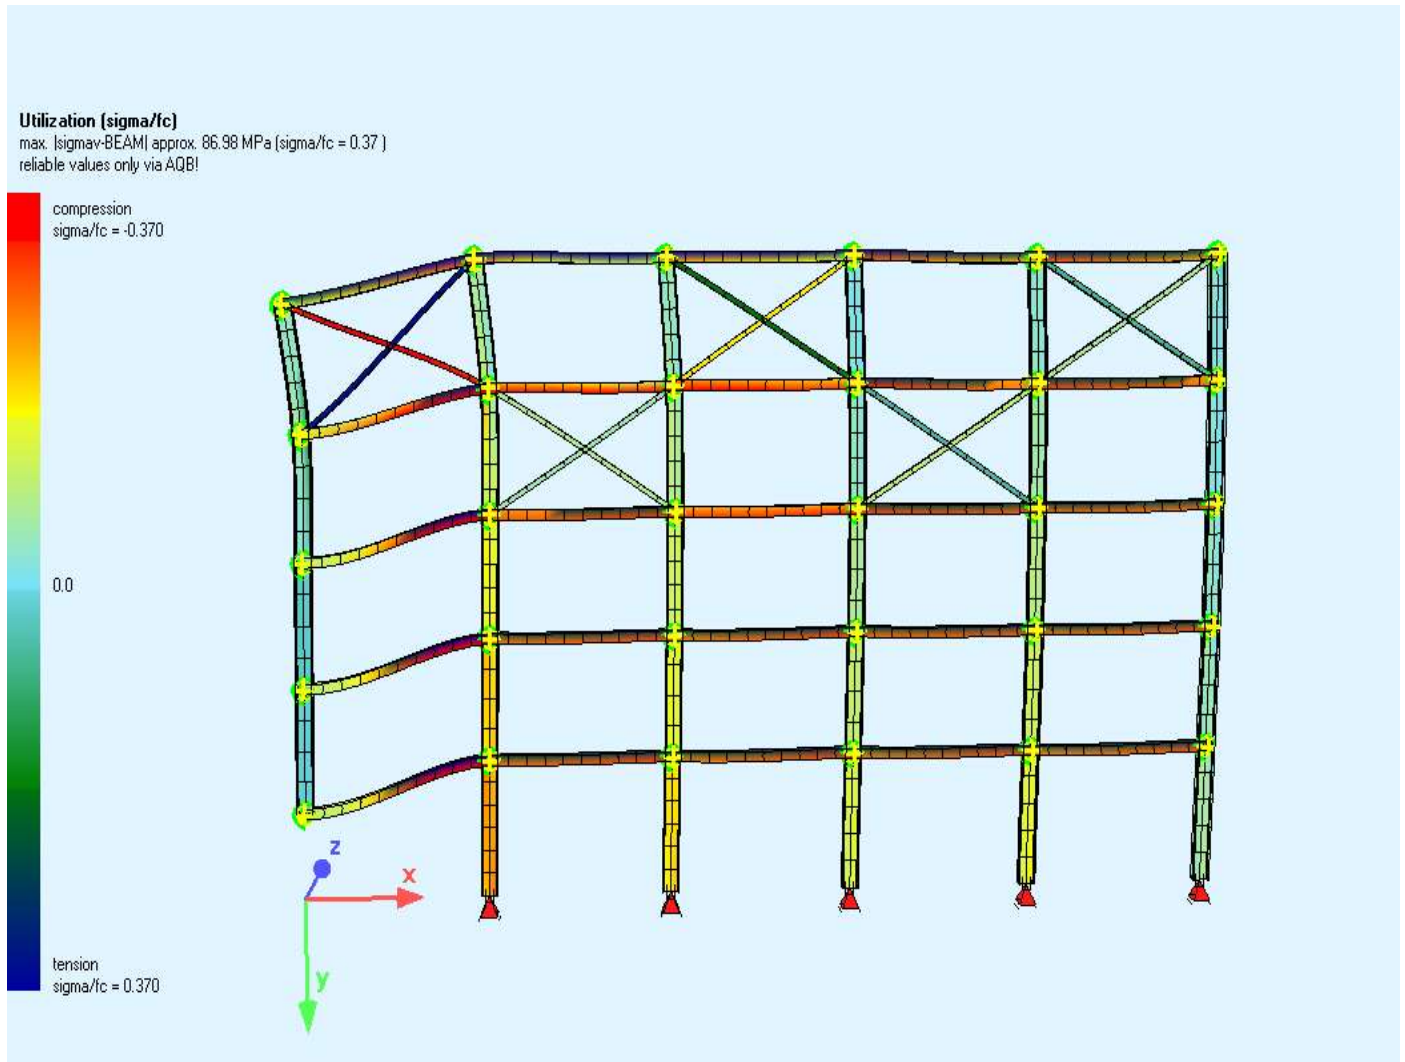 Utilization (sigma/fc)
max. |sigmav-BEAM| approx. 86.98 MPa (sigma/fc = 0.37 )
reliable values only via AQB!
compression
sigma/fc = -0.370
0.0
tension
sigma/fc = 0.370
z
x
y